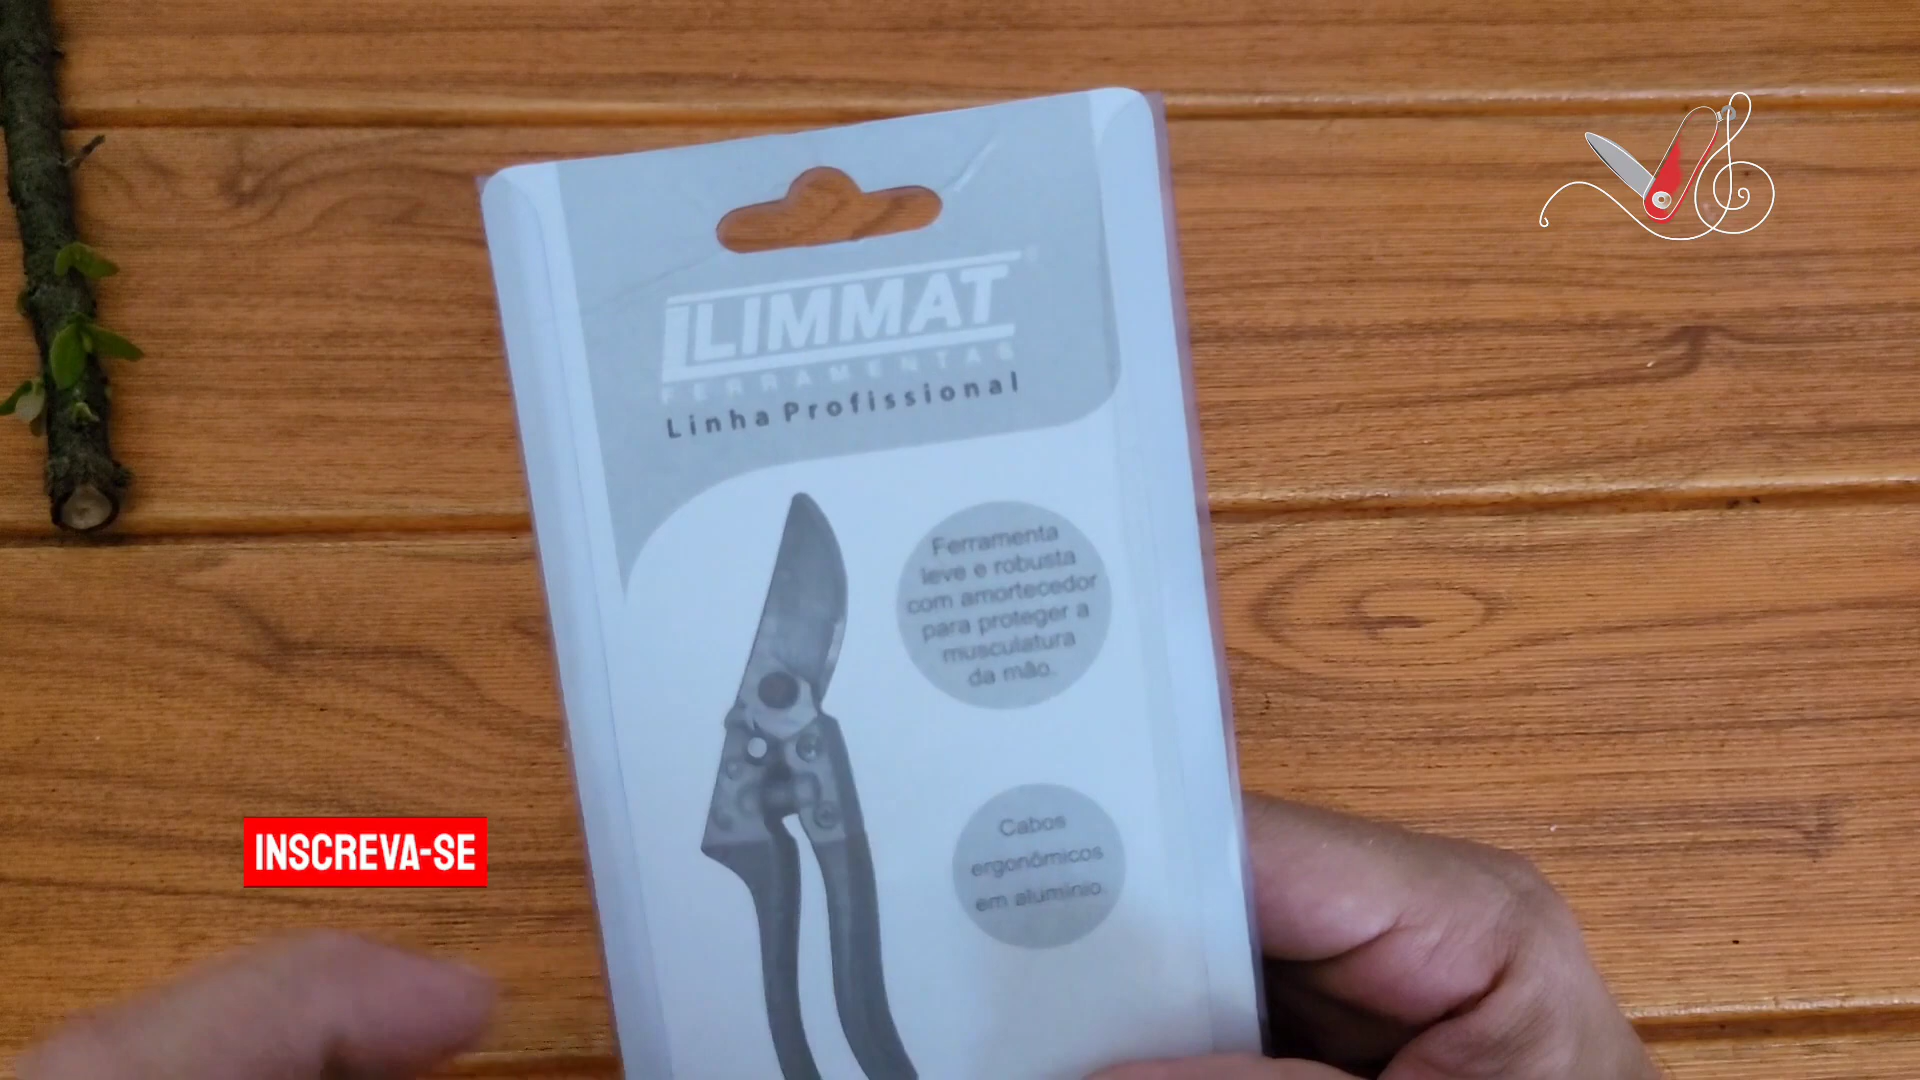 LIMMAT
FERRAMENTAS
Linha Profissional
Ferramenta
leve e robusta
com amortecedor
para proteger a
musculatura
da mão.
Cabos
ergonômicos
em alumínio.
INSCREVA-SE